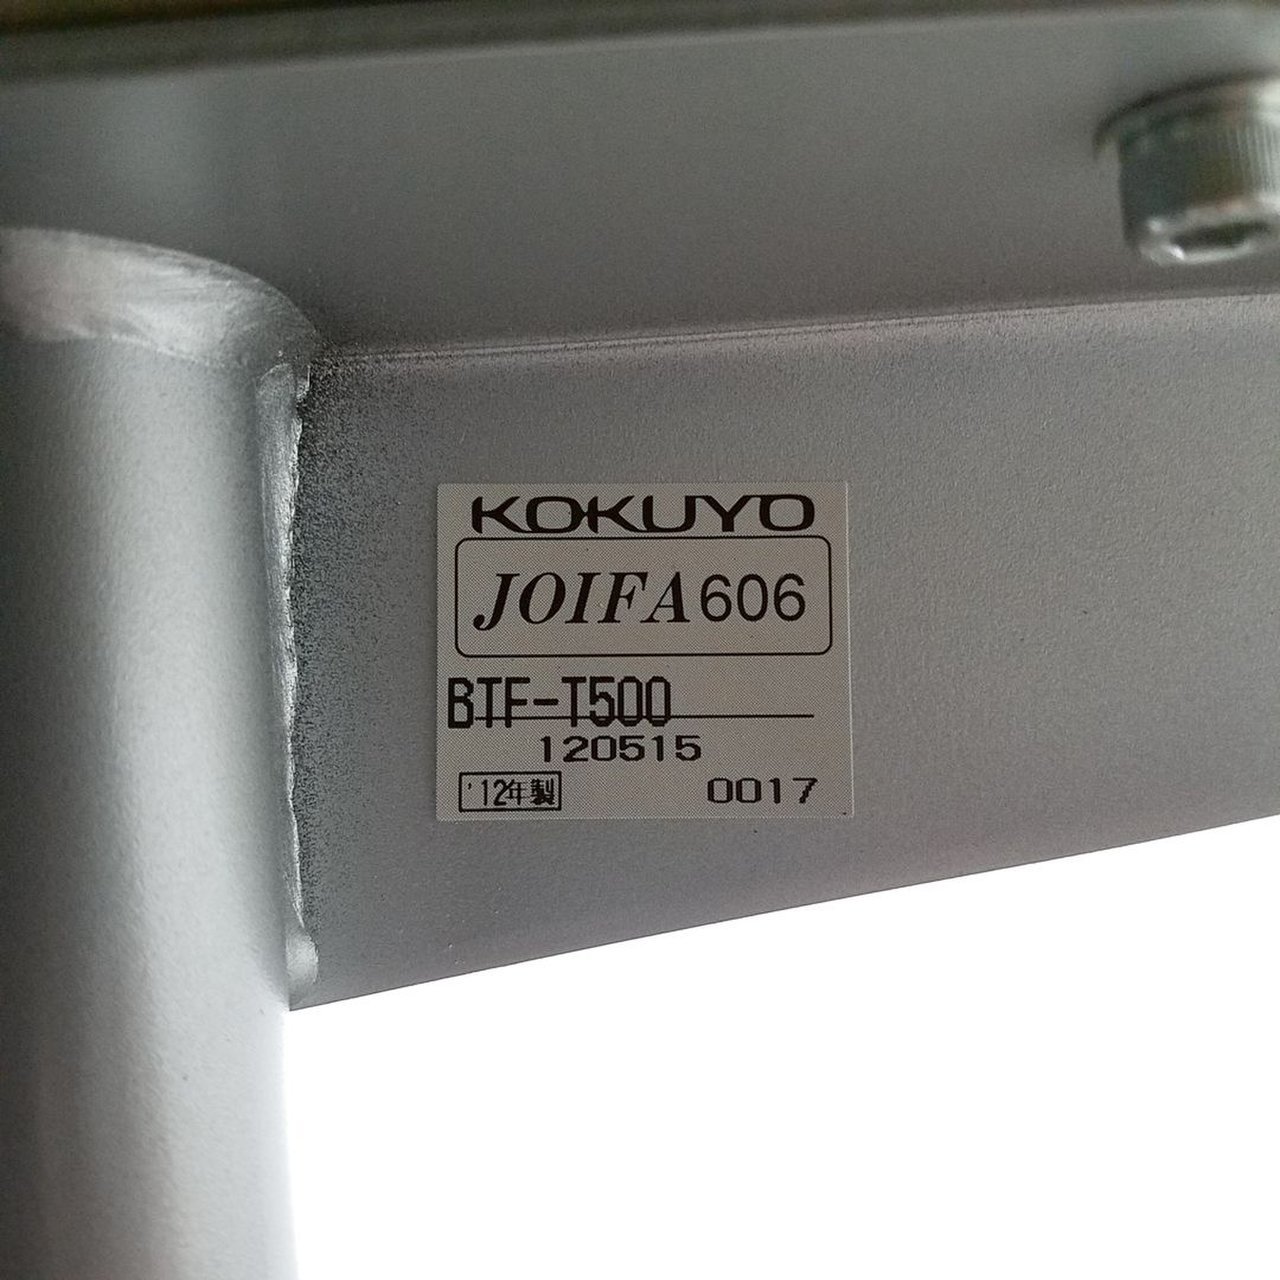 KOKUYO
JOIFA606
BTF-T500
120515
'12年製
0017